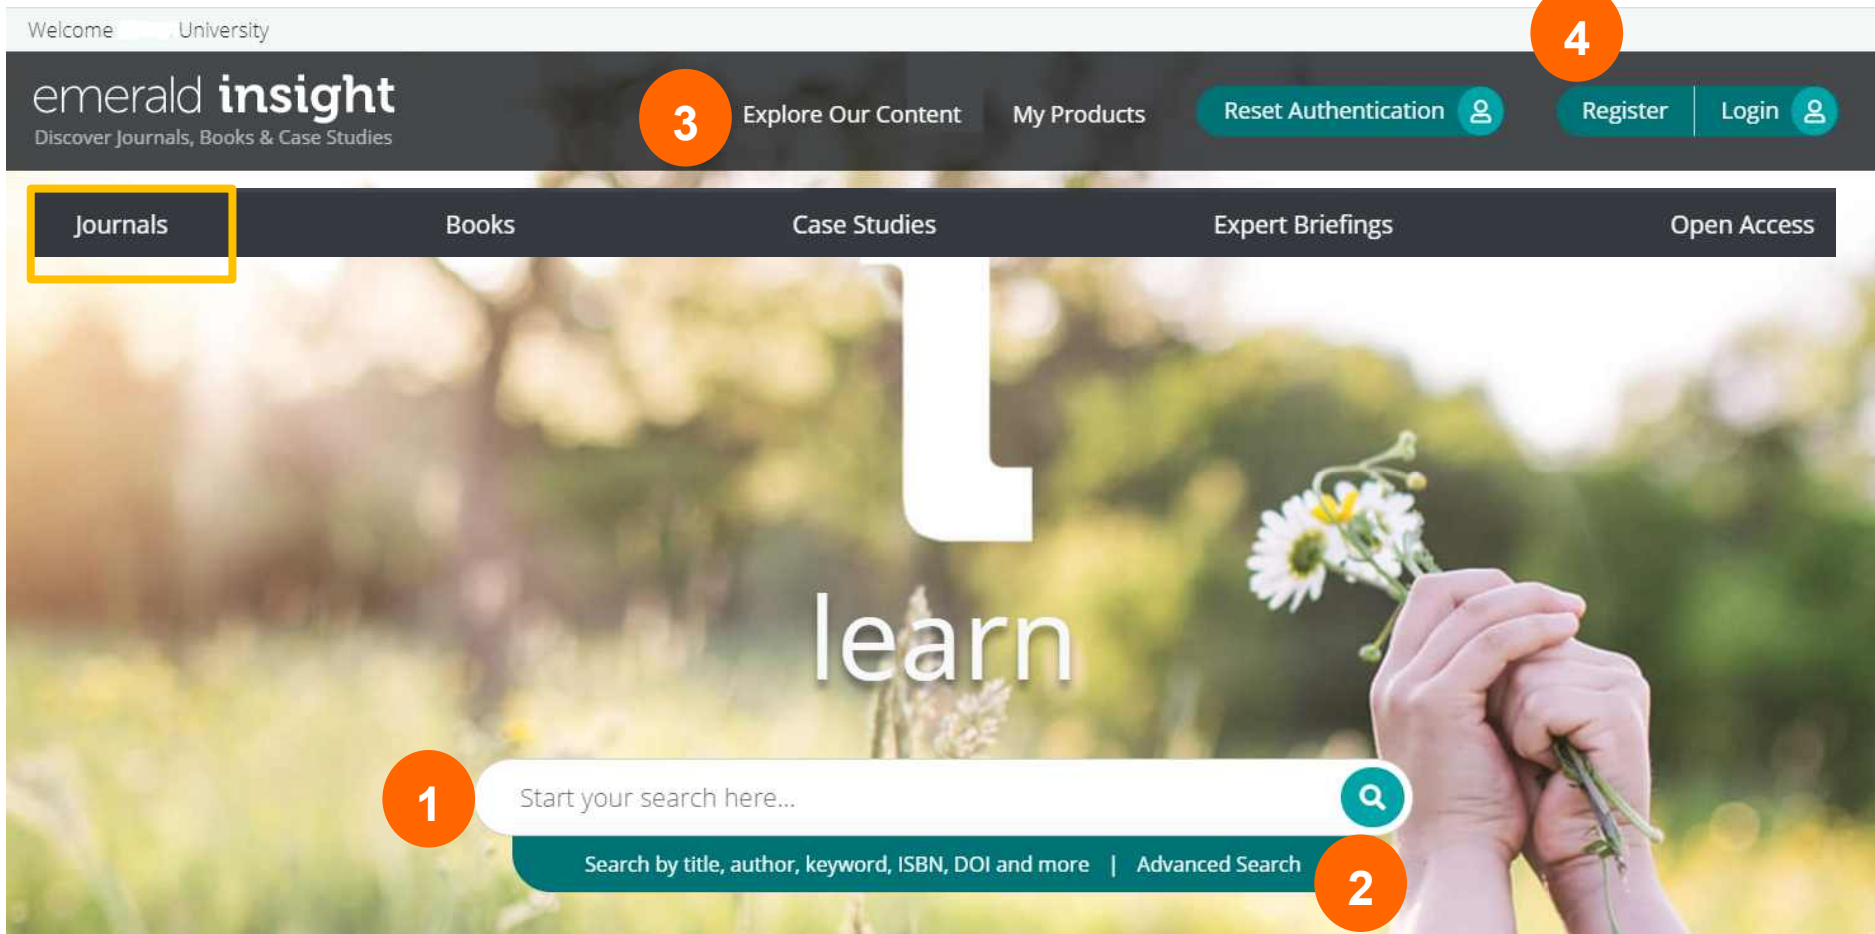 Welcome University
4
emerald insight
Discover Journals, Books & Case Studies
3
Explore Our Content
My Products
Reset Authentication
Register
Login
Journals
Books
Case Studies
Expert Briefings
Open Access
learn
1
Start your search here...
Search by title, author, keyword, ISBN, DOI and more | Advanced Search
2